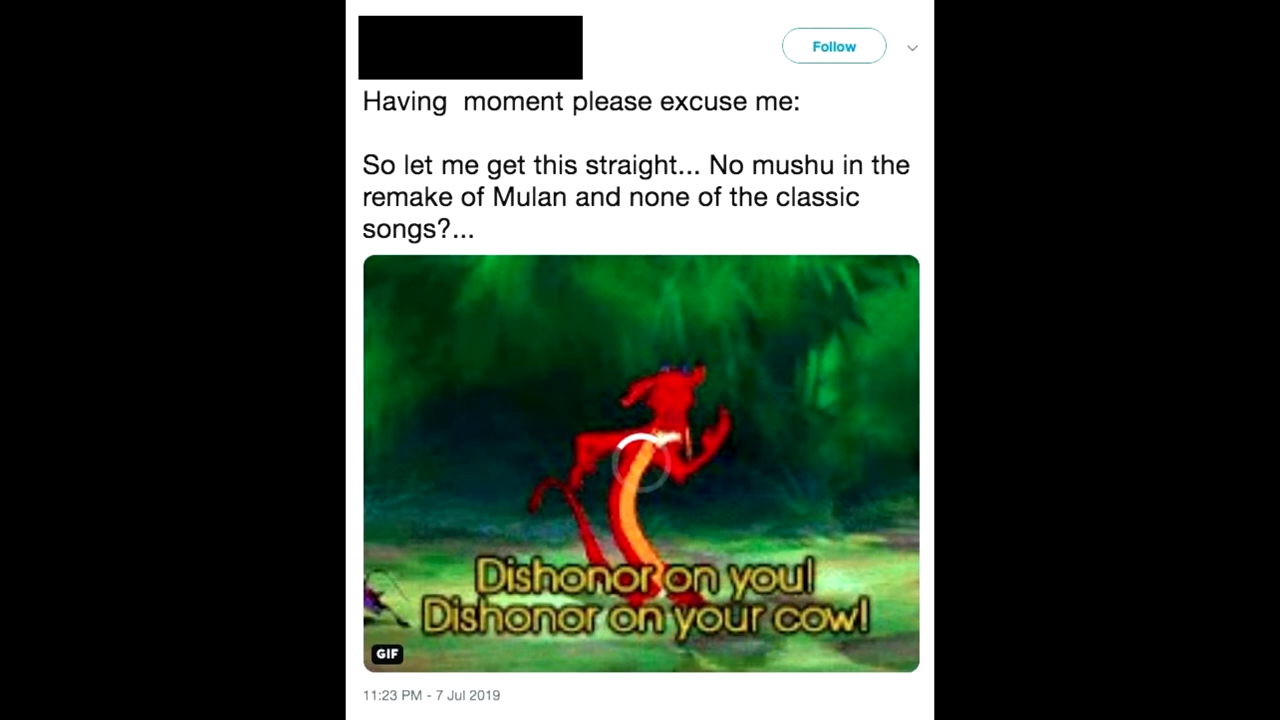 Follow
Having  moment please excuse me:
So let me get this straight... No mushu in the
remake of Mulan and none of the classic
songs?...
Dishonor on you!
Dishonor on your cow!
GIF
11:23 PM - 7 Jul 2019